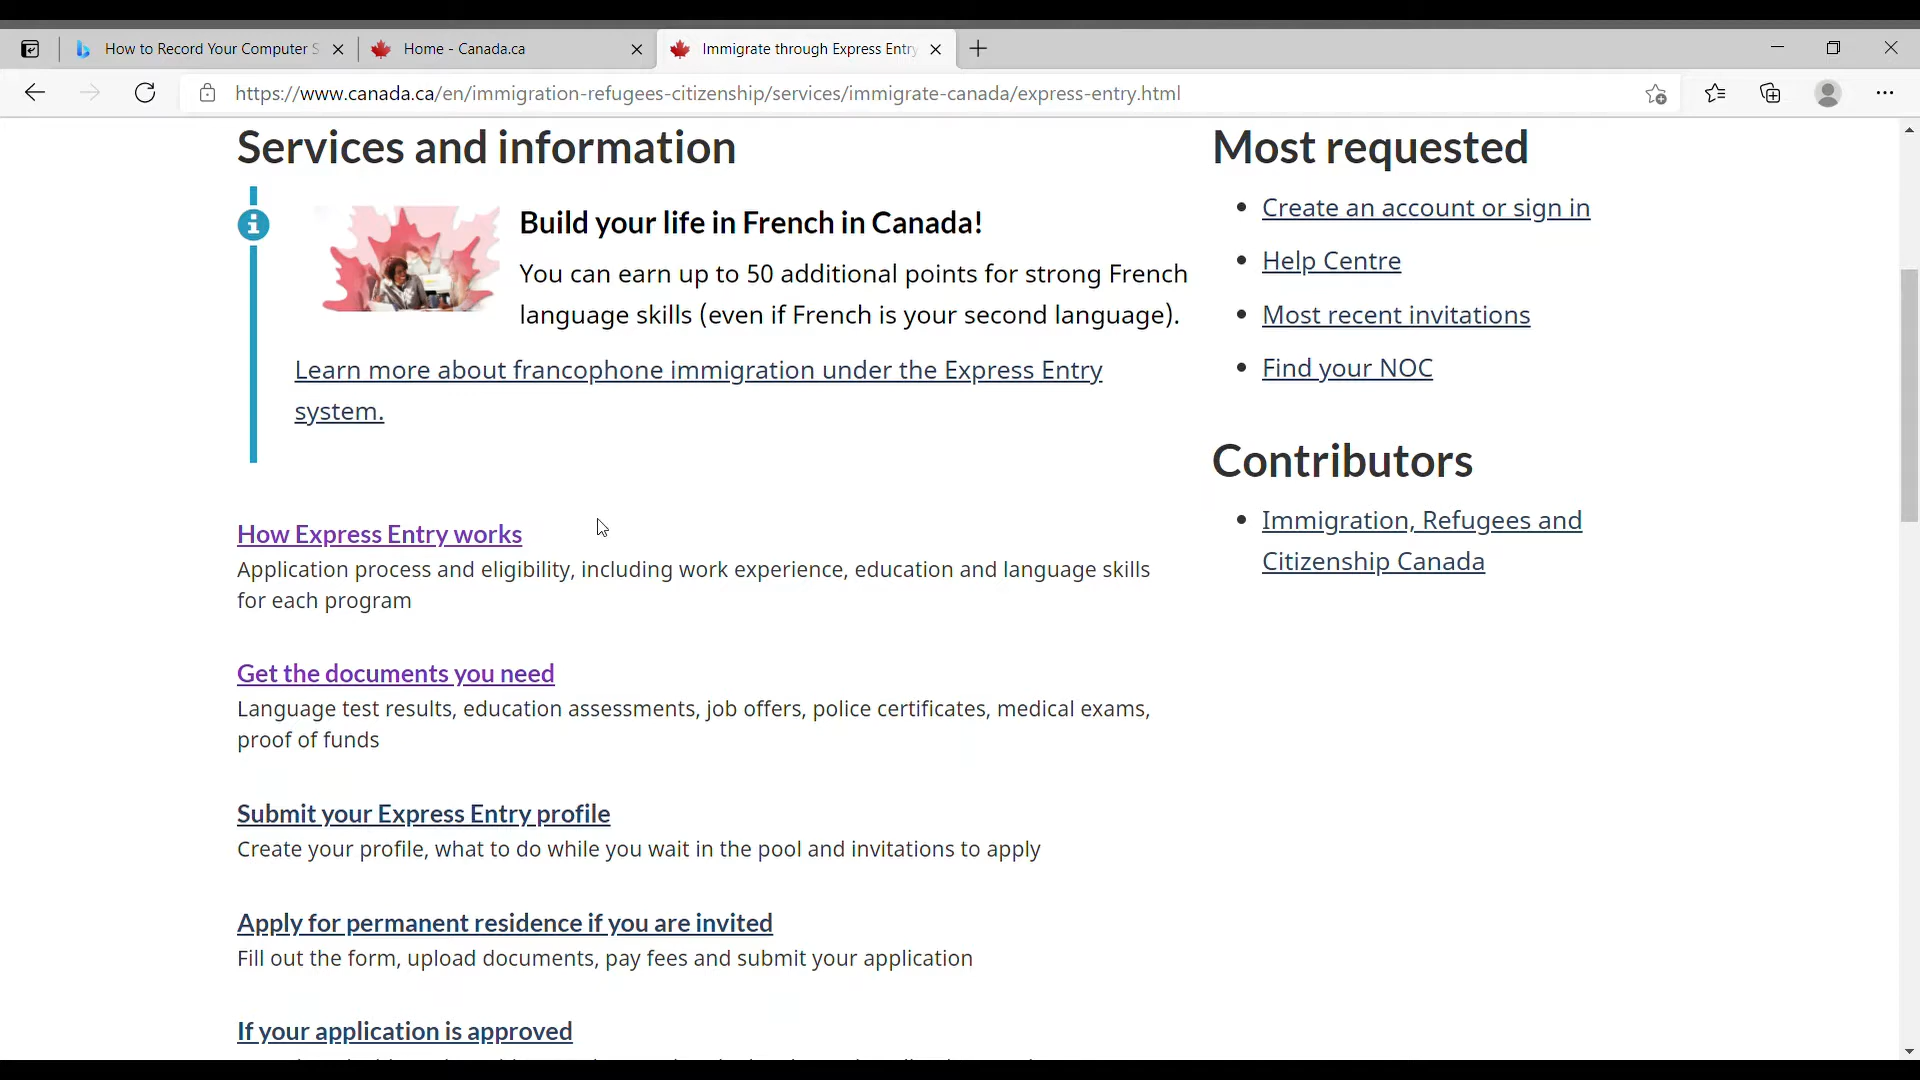 How to Record Your Computer S
Home - Canada.ca
Immigrate through Express Entry
https://www.canada.ca/en/immigration-refugees-citizenship/services/immigrate-canada/express-entry.html
Services and information
Build your life in French in Canada!
You can earn up to 50 additional points for strong French
language skills (even if French is your second language).
Learn more about francophone immigration under the Express Entry
system.
How Express Entry works
Application process and eligibility, including work experience, education and language skills
for each program
Get the documents you need
Language test results, education assessments, job offers, police certificates, medical exams,
proof of funds
Submit your Express Entry profile
Create your profile, what to do while you wait in the pool and invitations to apply
Apply for permanent residence if you are invited
Fill out the form, upload documents, pay fees and submit your application
If your application is approved
Most requested
Create an account or sign in
Help Centre
Most recent invitations
Find your NOC
Contributors
Immigration, Refugees and
Citizenship Canada